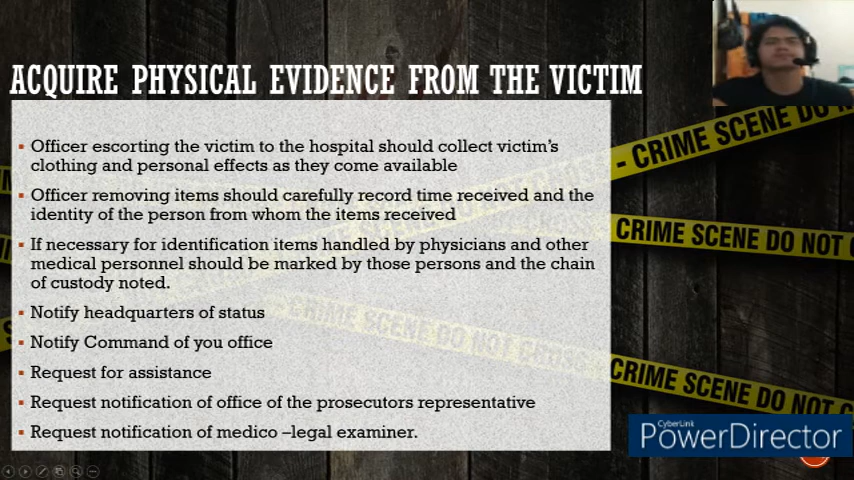 ACQUIRE PHYSICAL EVIDENCE FROM THE VICTIM
Officer escorting the victim to the hospital should collect victim's
clothing and personal effects as they come available
Officer removing items should carefully record time received and the
identity of the person from whom the items received
If necessary for identification items handled by physicians and other
medical personnel should be marked by those persons and the chain
of custody noted.
Notify headquarters of status
Notify Command of you office
Request for assistance
Request notification of office of the prosecutors representative
Request notification of medico –legal examiner.
- CRIME SCENE DO
CRIME SCENE DO NOT C
CRIME SCENE DO NOT CROSS
CRIME SCENE DO NOT
CyberLink
PowerDirector